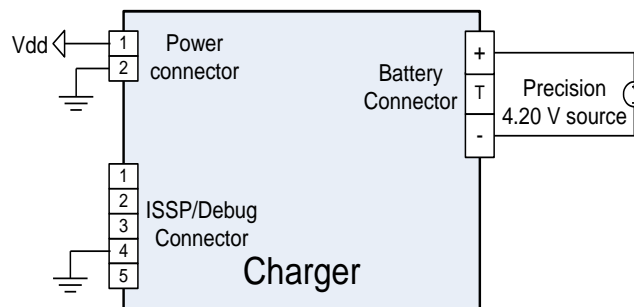 Vdd
1
2
Power
connector
Battery
Connector
+
T
-
Precision
4.20 V source
1
2
3
4
5
ISSP/Debug
Connector
Charger